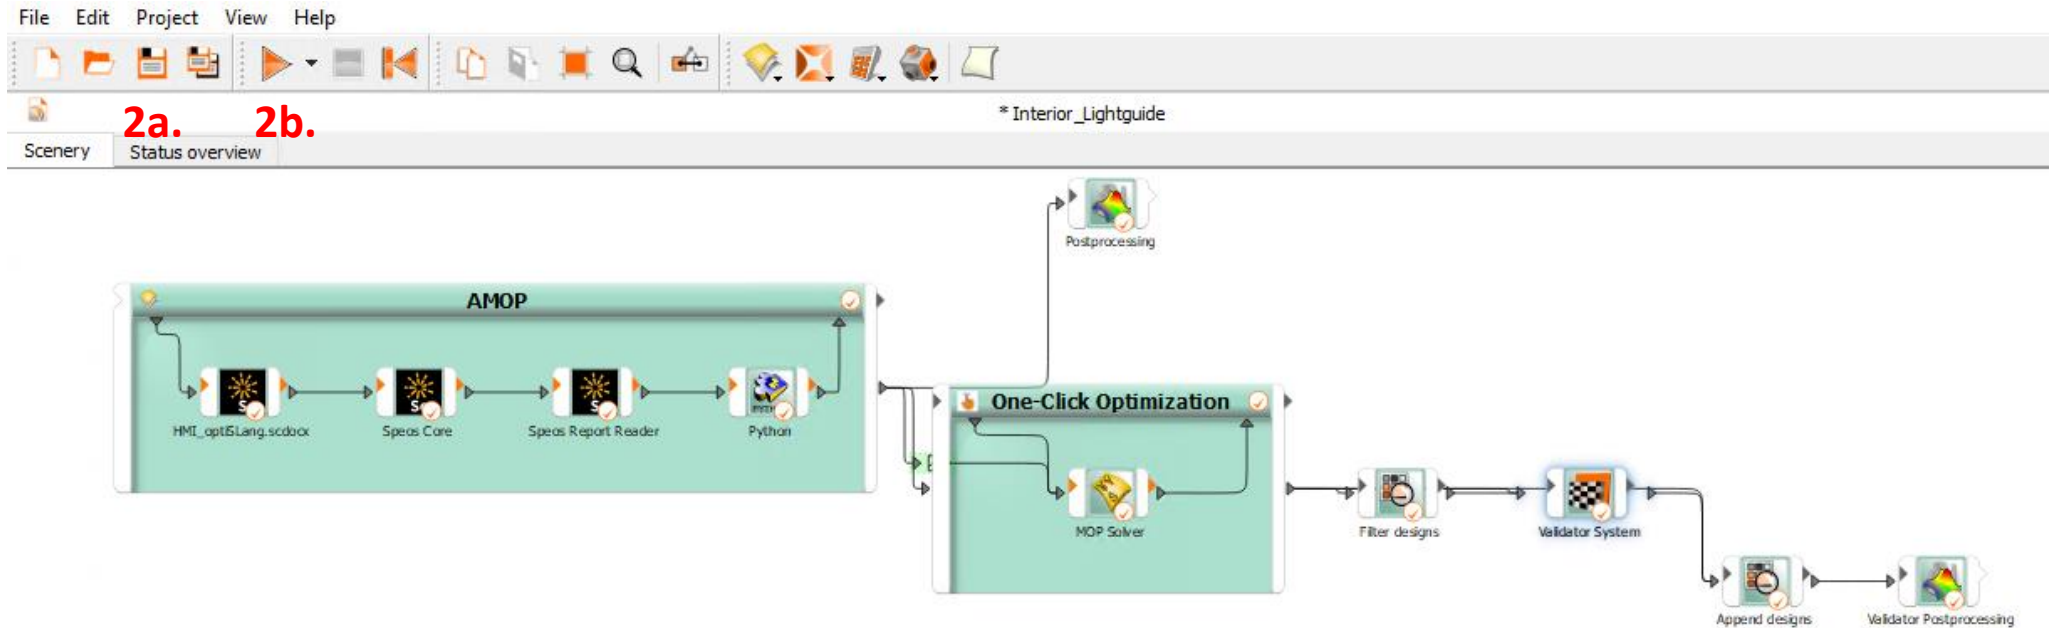 File Edit Project View Help
* Interior_Lightguide
2a. 2b.
Scenery Status overview
Postprocessing
AMOP
HMI_optiSLang.scdocx Speos Core Speos Report Reader Python
One-Click Optimization
MOP Solver
Filter designs
Validator System
Append designs
Validator Postprocessing